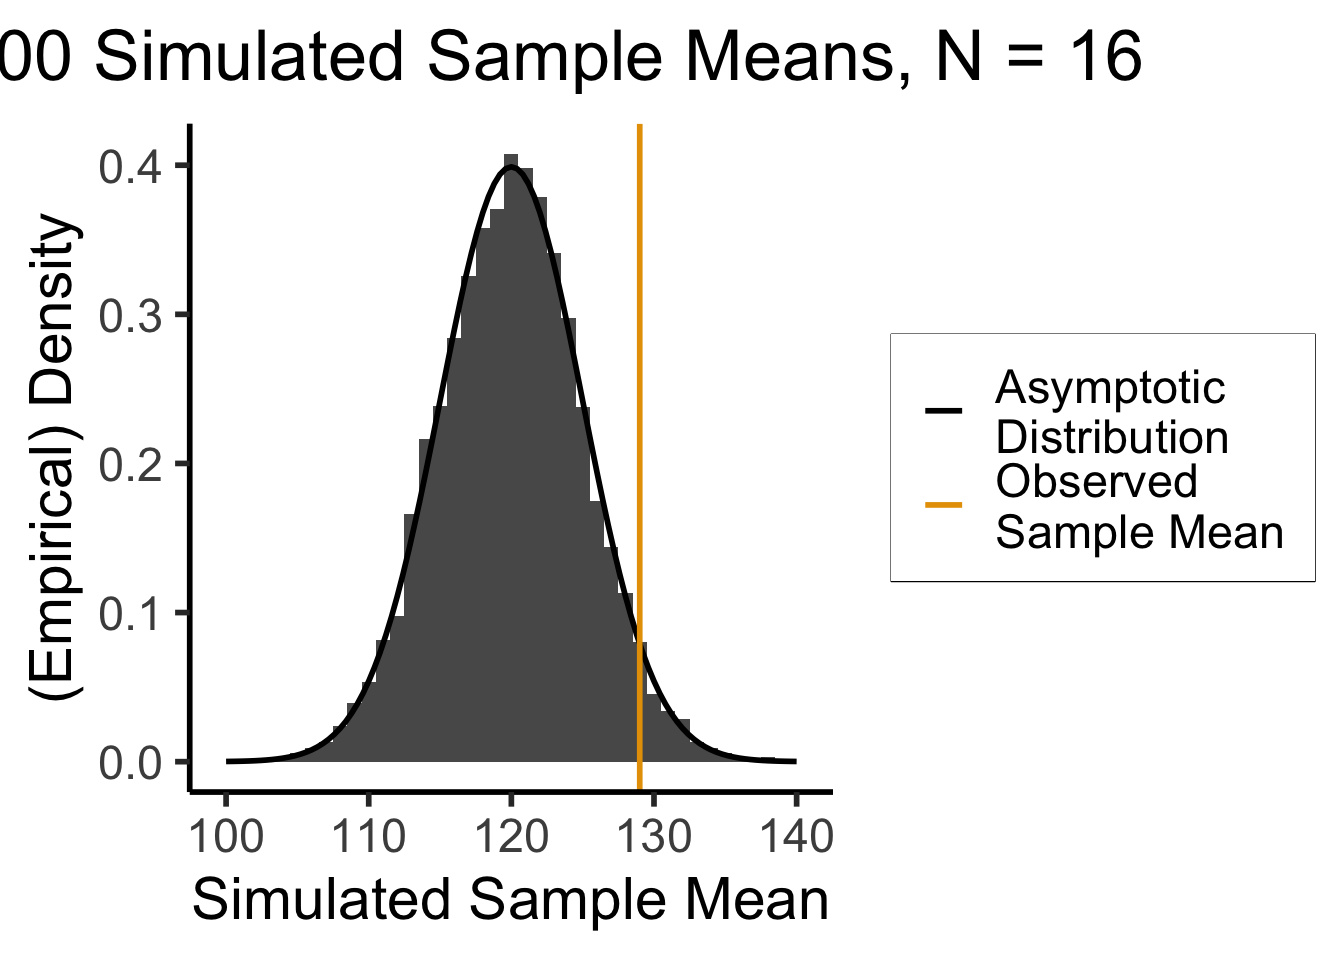 00 Simulated Sample Means, N = 16
(Empirical) Density
0.4
0.3
0.2
0.1
0.0
100 110 120 130 140
Simulated Sample Mean
Asymptotic
Distribution
Observed
Sample Mean